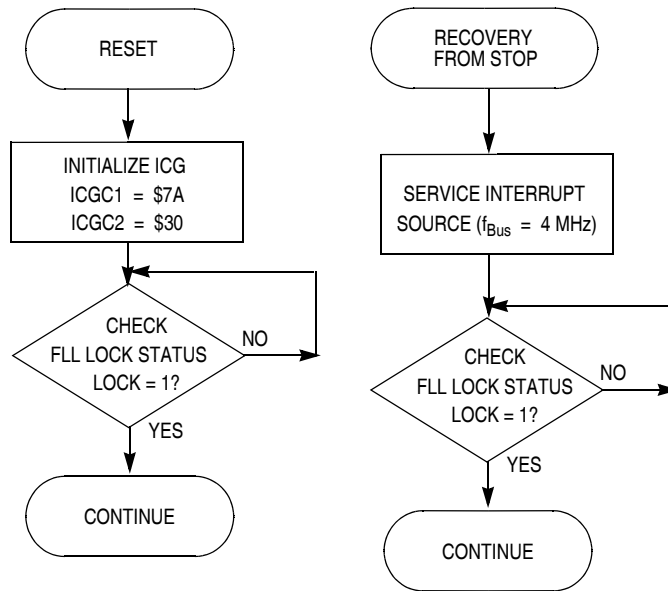 RESET
INITIALIZE ICG
ICGC1 = $7A
ICGC2 = $30
CHECK
FLL LOCK STATUS
LOCK = 1?
NO
YES
CONTINUE
RECOVERY
FROM STOP
SERVICE INTERRUPT
SOURCE (fBus = 4 MHz)
CHECK
FLL LOCK STATUS
LOCK = 1?
NO
YES
CONTINUE